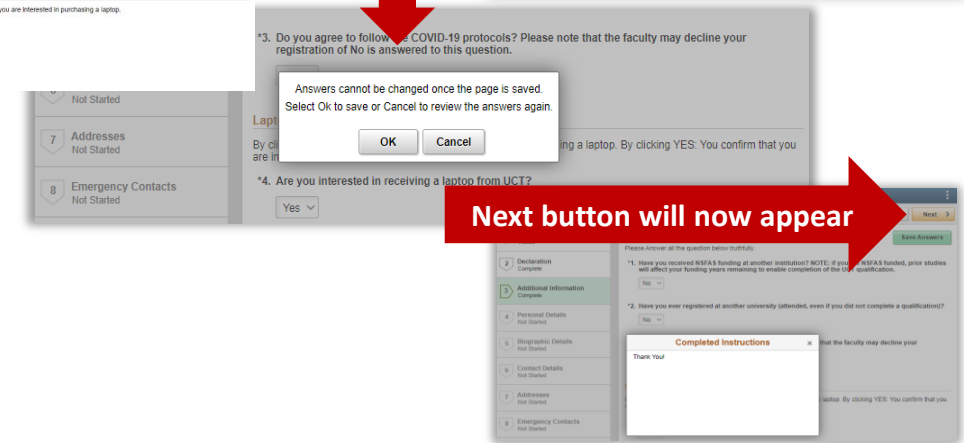 you are interested in purchasing a laptop.
*3. Do you agree to follow COVID-19 protocols? Please note that the faculty may decline your
registration of No is answered to this question.
Answers cannot be changed once the page is saved.
Select Ok to save or Cancel to review the answers again.
OK Cancel
Not Started
7 Addresses
Not Started
8 Emergency Contacts
Not Started
Lapt
By cli ing a laptop. By clicking YES: You confirm that you
are in
*4. Are you interested in receiving a laptop from UCT?
Yes
Next button will now appear
Next >
Save Answers
Please Answer all the question below truthfully.
2 Declaration
Complete
3 Additional Information
Complete
4 Personal Details
Not Started
5 Biographic Details
Not Started
6 Contact Details
Not Started
7 Addresses
Not Started
8 Emergency Contacts
Not Started
*1. Have you received NSFAS funding at another institution? NOTE: if you NSFAS funded, prior studies
will affect your funding years remaining to enable completion of the UCT qualification.
No
*2. Have you ever registered at another university (attended, even if you did not complete a qualification)?
No
that the faculty may decline your
Completed Instructions ×
Thank You!
laptop. By clicking YES: You confirm that you